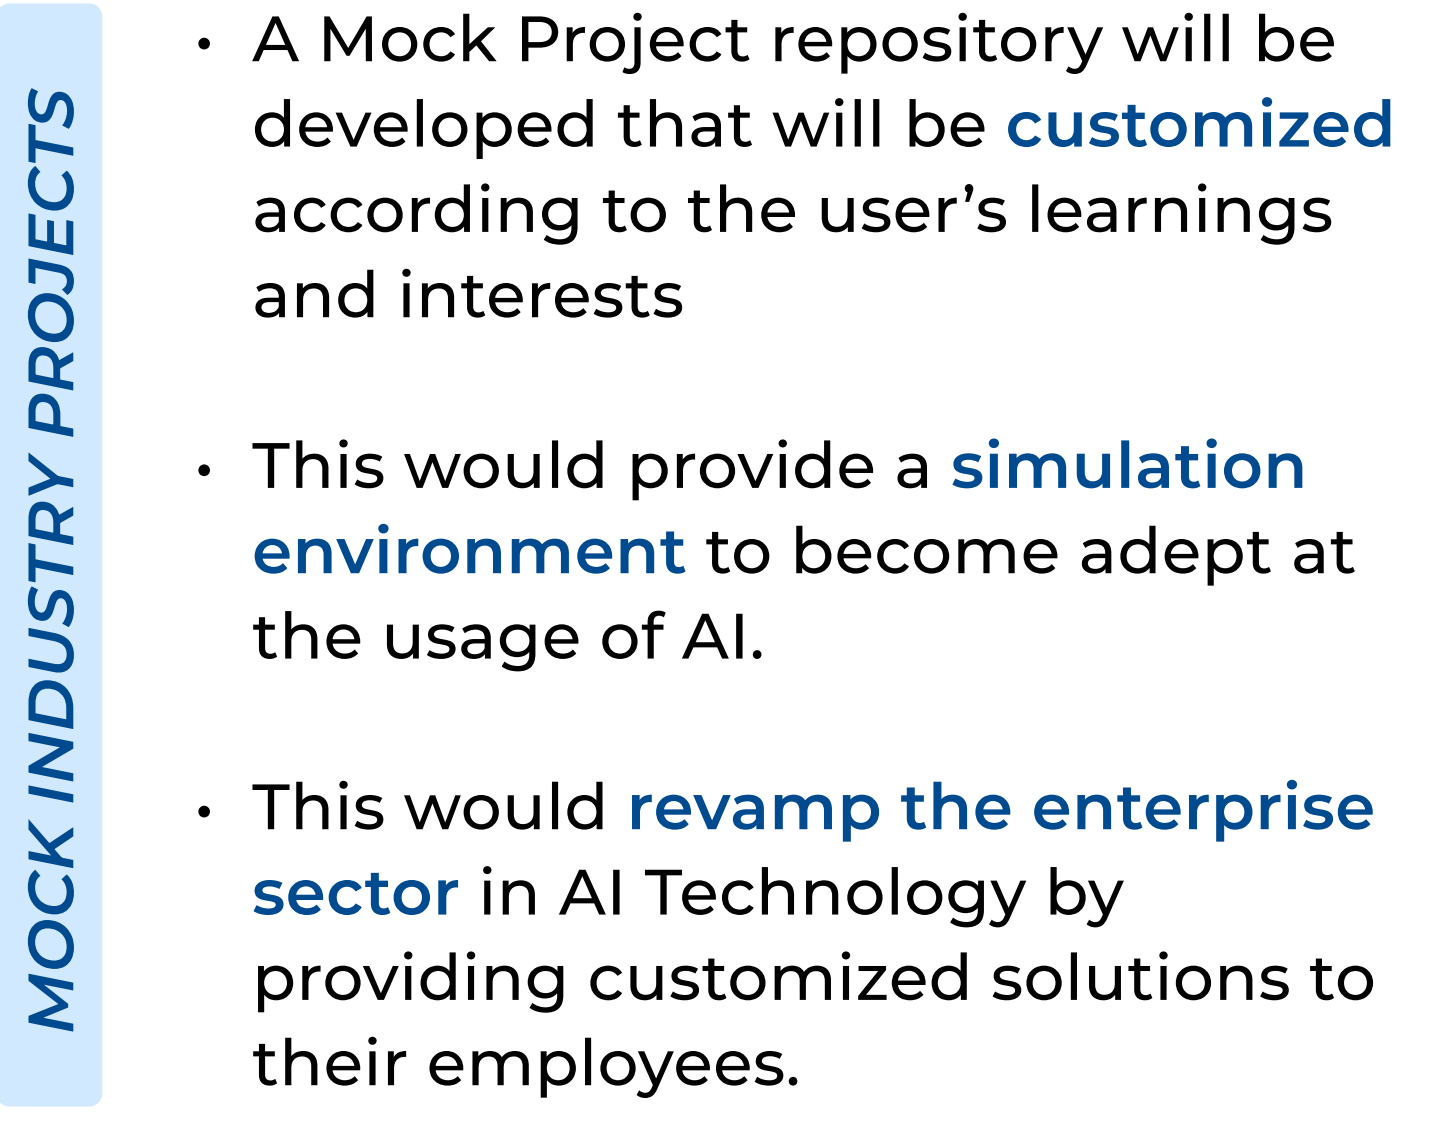 MOCK INDUSTRY PROJECTS
• A Mock Project repository will be
developed that will be customized
according to the user’s learnings
and interests
• This would provide a simulation
environment to become adept at
the usage of AI.
• This would revamp the enterprise
sector in AI Technology by
providing customized solutions to
their employees.